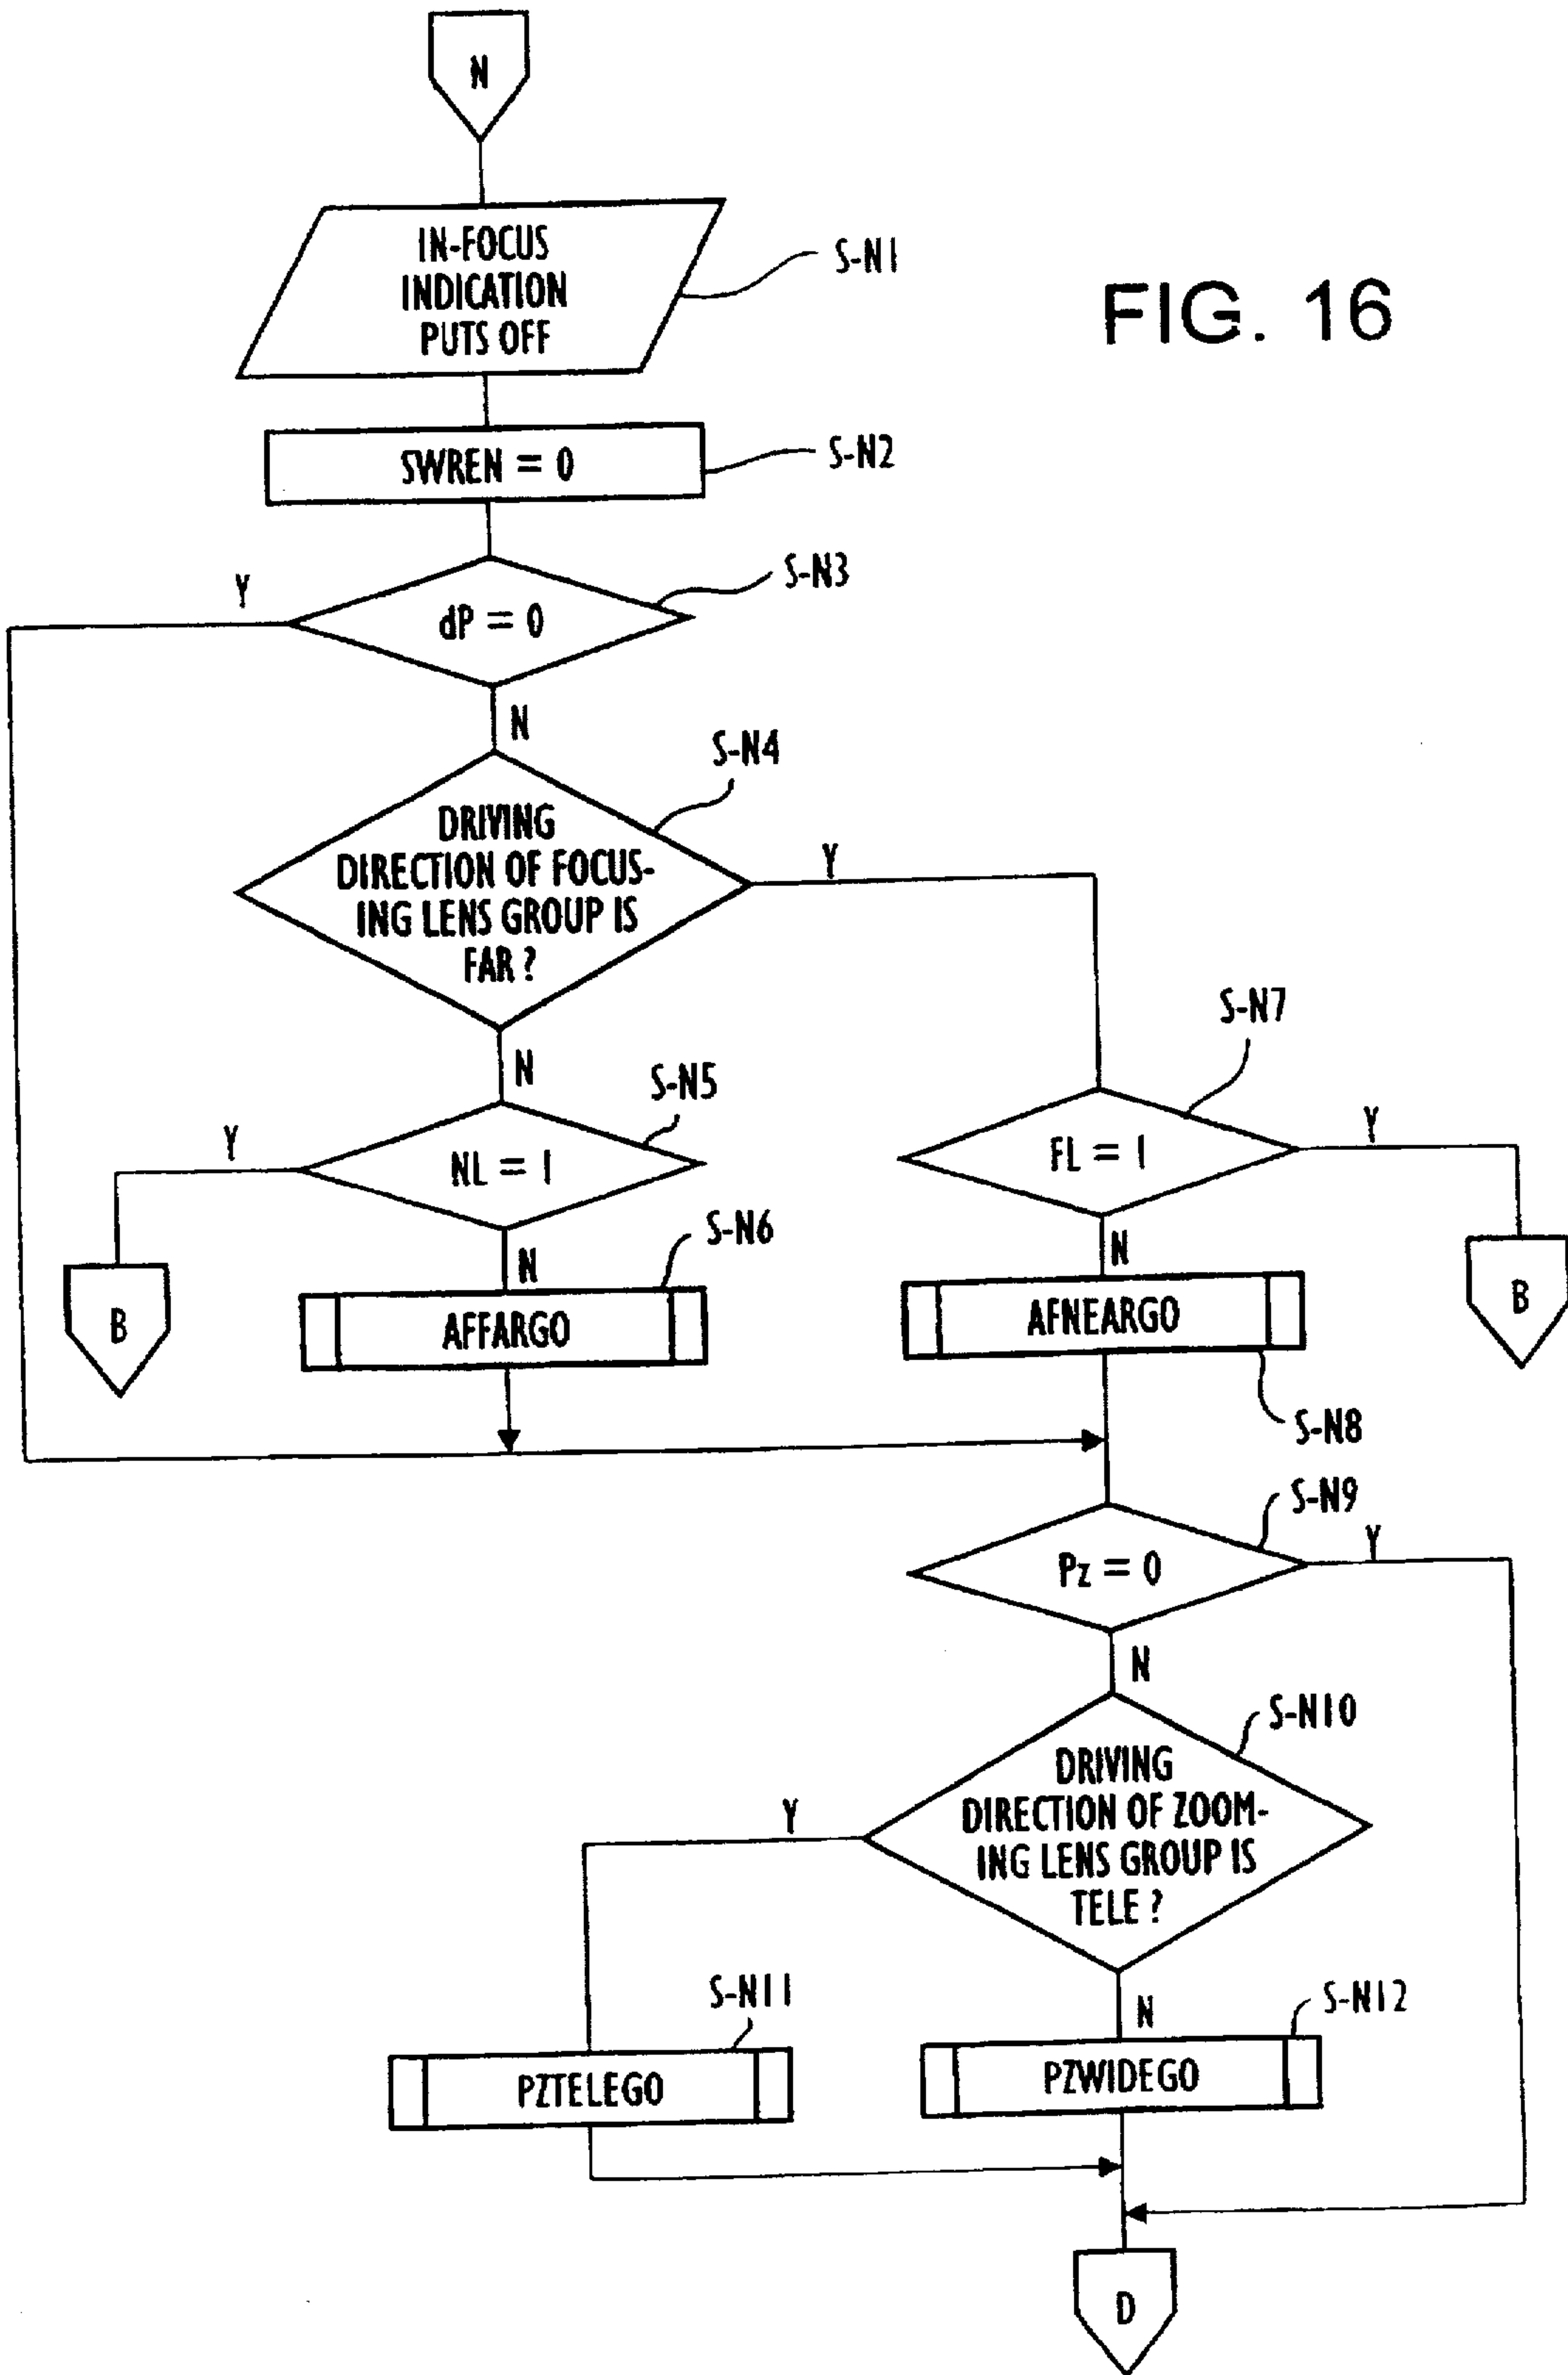 N
IN-FOCUS
INDICATION
PUTS OFF
S-N1
FIG. 16
SWREN = 0
S-N2
Y
dP = 0
S-N3
N
S-N4
DRIVING
DIRECTION OF FOCUS-
ING LENS GROUP IS
FAR ?
Y
N
S-N5
S-N7
Y
NL = 1
FL = 1
Y
N
S-N6
N
B
AFFARGO
AFNEARGO
B
S-N8
S-N9
Pz = 0
Y
N
S-N10
DRIVING
DIRECTION OF ZOOM-
ING LENS GROUP IS
TELE ?
Y
N
S-N11
S-N12
PZTELEGO
PZWIDEGO
D